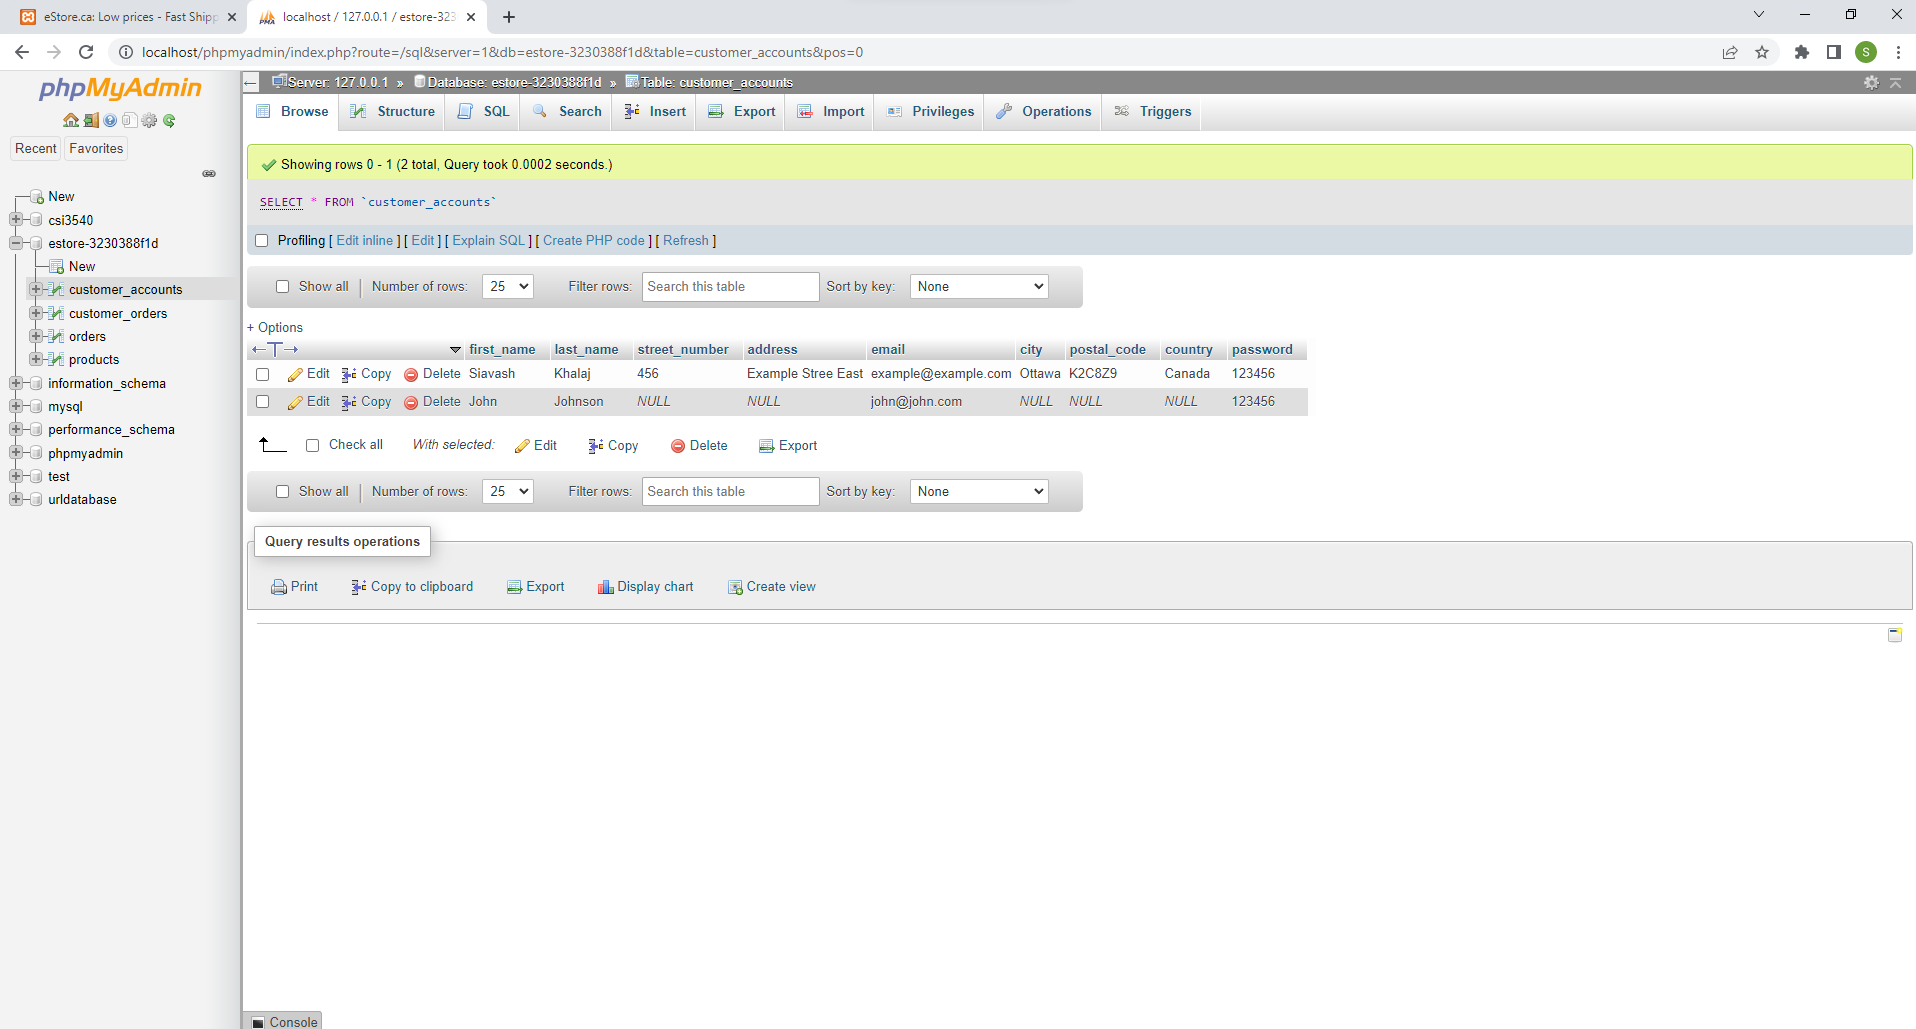 eStore.ca: Low prices - Fast Shipp
localhost / 127.0.0.1 / estore-323
localhost/phpmyadmin/index.php?route=/sql&server=1&db=estore-3230388f1d&table=customer_accounts&pos=0
S
phpMyAdmin
Recent
Favorites
New
csi3540
estore-3230388f1d
New
customer_accounts
customer_orders
orders
products
information_schema
mysql
performance_schema
phpmyadmin
test
urldatabase
Server: 127.0.0.1 » Database: estore-3230388f1d » Table: customer_accounts
Browse Structure SQL Search Insert Export Import Privileges Operations Triggers
Showing rows 0 - 1 (2 total, Query took 0.0002 seconds.)
SELECT * FROM `customer_accounts`
Profiling [ Edit inline ] [ Edit ] [ Explain SQL ] [ Create PHP code ] [ Refresh ]
Show all | Number of rows: 25 Filter rows: Search this table Sort by key: None
+ Options
first_name last_name street_number address email city postal_code country password
Edit Copy Delete Siavash Khalaj 456 Example Stree East example@example.com Ottawa K2C8Z9 Canada 123456
Edit Copy Delete John Johnson NULL NULL john@john.com NULL NULL NULL 123456
Check all With selected: Edit Copy Delete Export
Show all | Number of rows: 25 Filter rows: Search this table Sort by key: None
Query results operations
Print Copy to clipboard Export Display chart Create view
Console